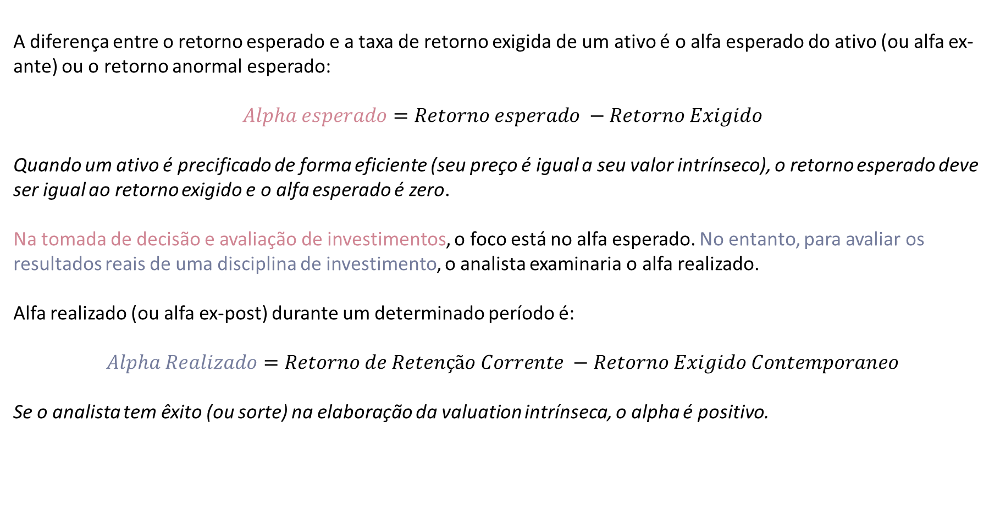 A diferença entre o retorno esperado e a taxa de retorno exigida de um ativo é o alfa esperado do ativo (ou alfa ex-
ante) ou o retorno anormal esperado:
Alpha esperado = Retorno esperado − Retorno Exigido
Quando um ativo é precificado de forma eficiente (seu preço é igual a seu valor intrínseco), o retorno esperado deve
ser igual ao retorno exigido e o alfa esperado é zero.
Na tomada de decisão e avaliação de investimentos, o foco está no alfa esperado. No entanto, para avaliar os
resultados reais de uma disciplina de investimento, o analista examinaria o alfa realizado.
Alfa realizado (ou alfa ex-post) durante um determinado período é:
Alpha Realizado = Retorno de Retenção Corrente − Retorno Exigido Contemporaneo
Se o analista tem êxito (ou sorte) na elaboração da valuation intrínseca, o alpha é positivo.